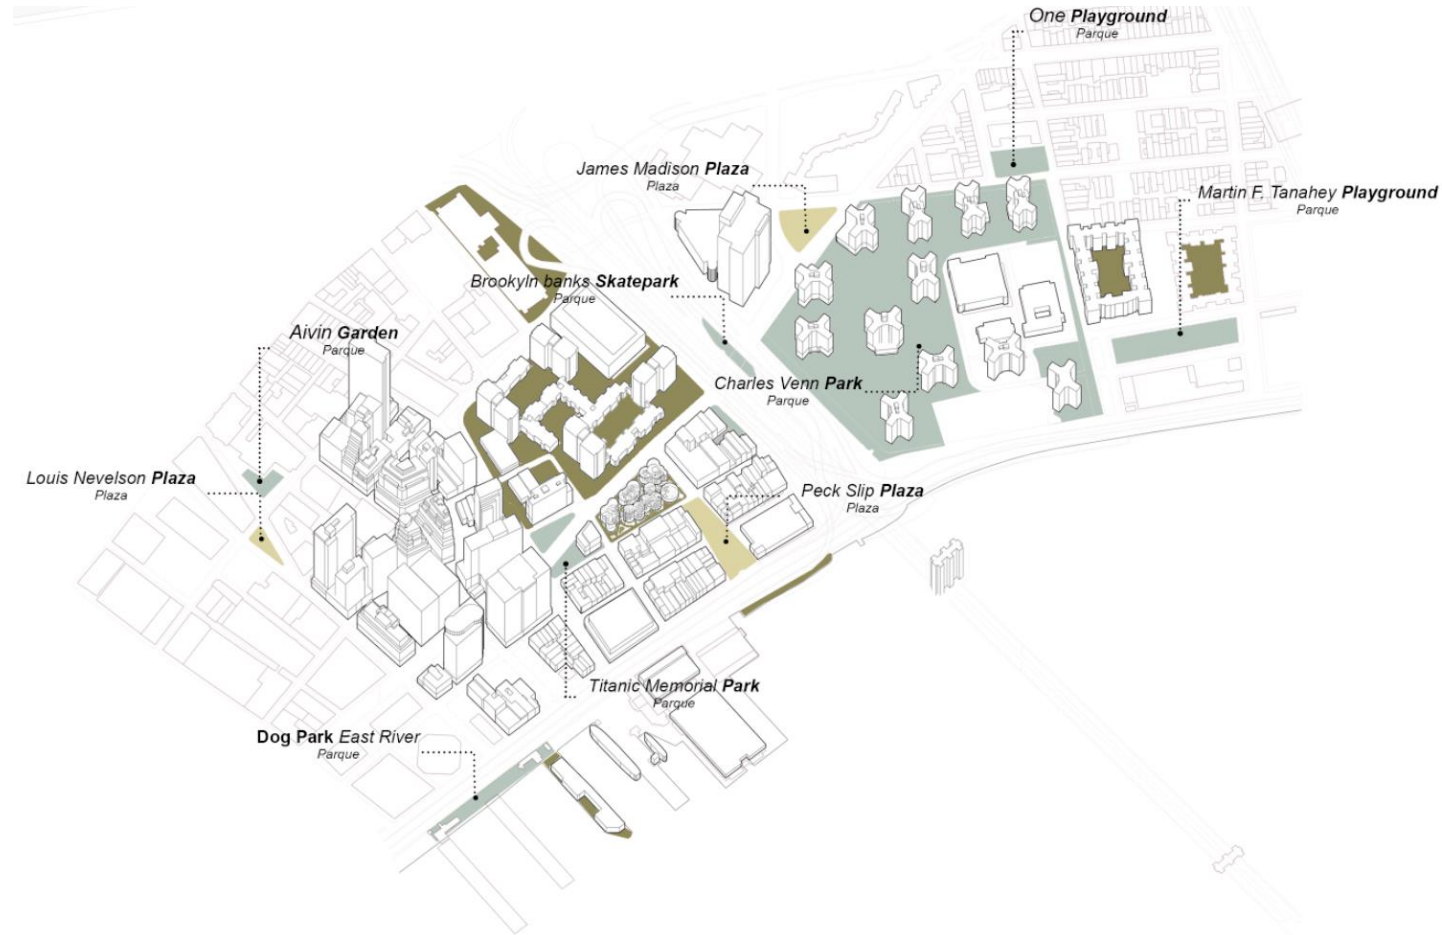 One Playground
Parque
James Madison Plaza
Plaza
Martin F. Tanahey Playground
Parque
Brookyln banks Skatepark
Parque
Aivin Garden
Parque
Charles Venn Park
Parque
Louis Nevelson Plaza
Plaza
Peck Slip Plaza
Plaza
Titanic Memorial Park
Parque
Dog Park East River
Parque